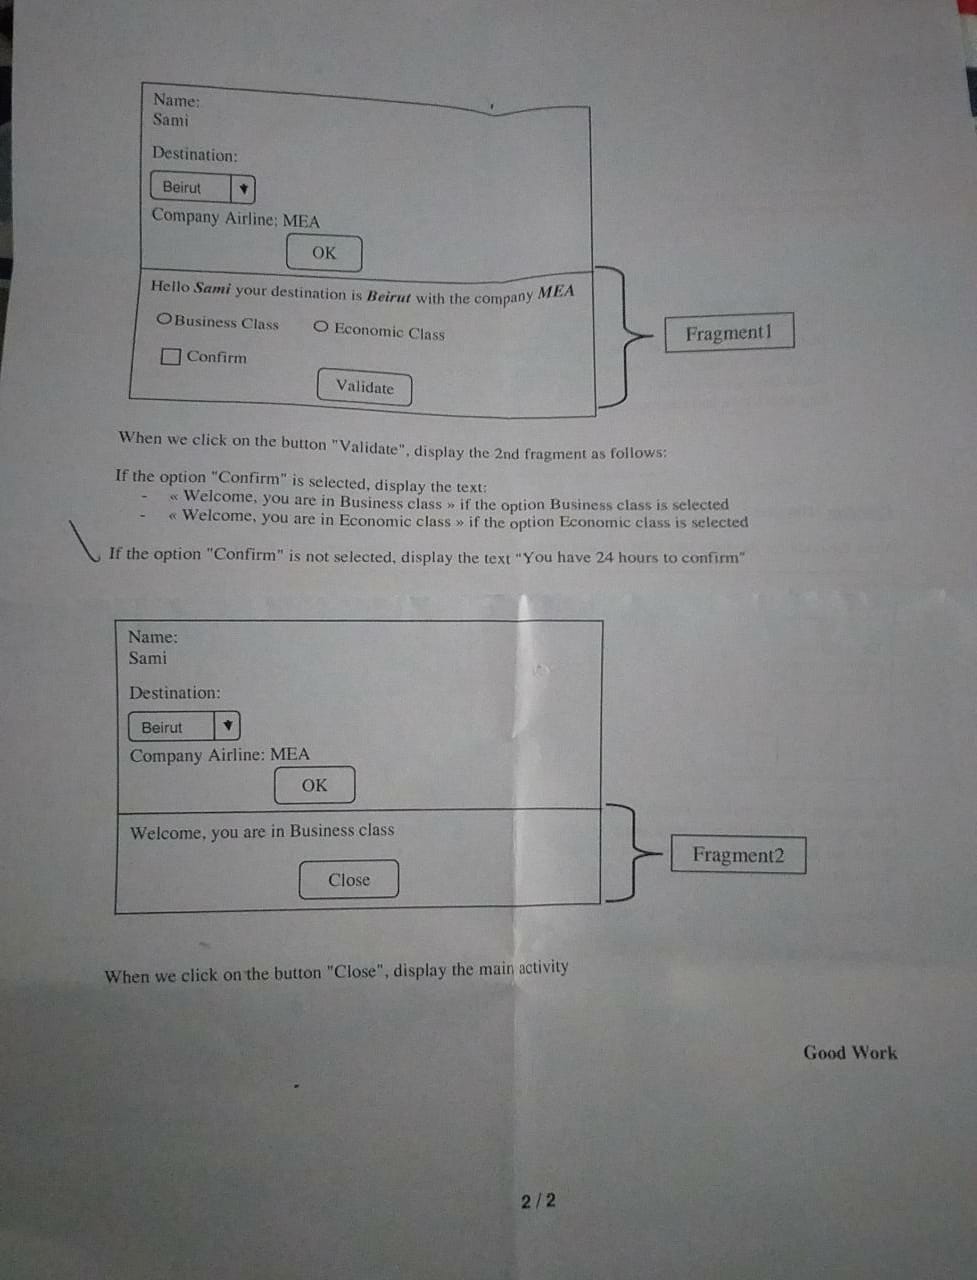 Name:
Sami
Destination:
Beirut
Company Airline: MEA
OK
Hello Sami your destination is Beirut with the company MEA
Business Class Economic Class
Confirm
Validate
Fragment1
When we click on the button "Validate", display the 2nd fragment as follows:
If the option "Confirm" is selected, display the text:
- « Welcome, you are in Business class » if the option Business class is selected
- « Welcome, you are in Economic class » if the option Economic class is selected
If the option "Confirm" is not selected, display the text "You have 24 hours to confirm"
Name:
Sami
Destination:
Beirut
Company Airline: MEA
OK
Welcome, you are in Business class
Close
Fragment2
When we click on the button "Close", display the main activity
Good Work
2 / 2